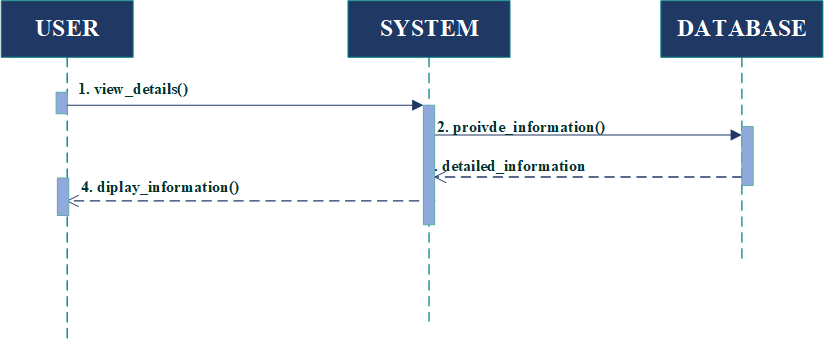 USER
SYSTEM
DATABASE
1. view_details()
2. proivde_information()
. detailed_information
4. diplay_information()